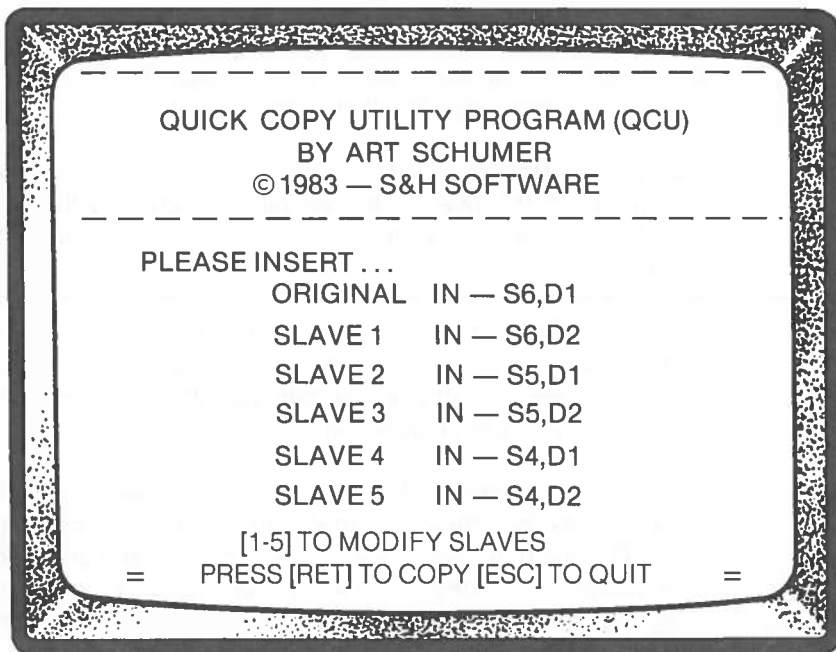 QUICK COPY UTILITY PROGRAM (QCU)
BY ART SCHUMER
© 1983 — S&H SOFTWARE
PLEASE INSERT . . .
ORIGINAL IN — S6,D1
SLAVE 1 IN — S6,D2
SLAVE 2 IN — S5,D1
SLAVE 3 IN — S5,D2
SLAVE 4 IN — S4,D1
SLAVE 5 IN — S4,D2
[1-5] TO MODIFY SLAVES
= PRESS [RET] TO COPY [ESC] TO QUIT =